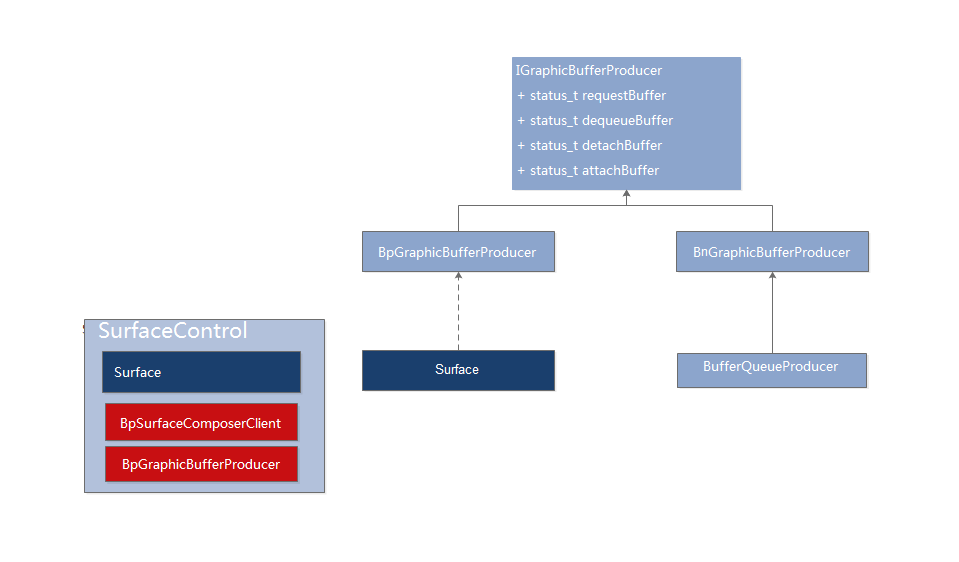 IGraphicBufferProducer
+ status_t requestBuffer
+ status_t dequeueBuffer
+ status_t detachBuffer
+ status_t attachBuffer
BpGraphicBufferProducer
BnGraphicBufferProducer
SurfaceControl
Surface
BpSurfaceComposerClient
BpGraphicBufferProducer
Surface
BufferQueueProducer